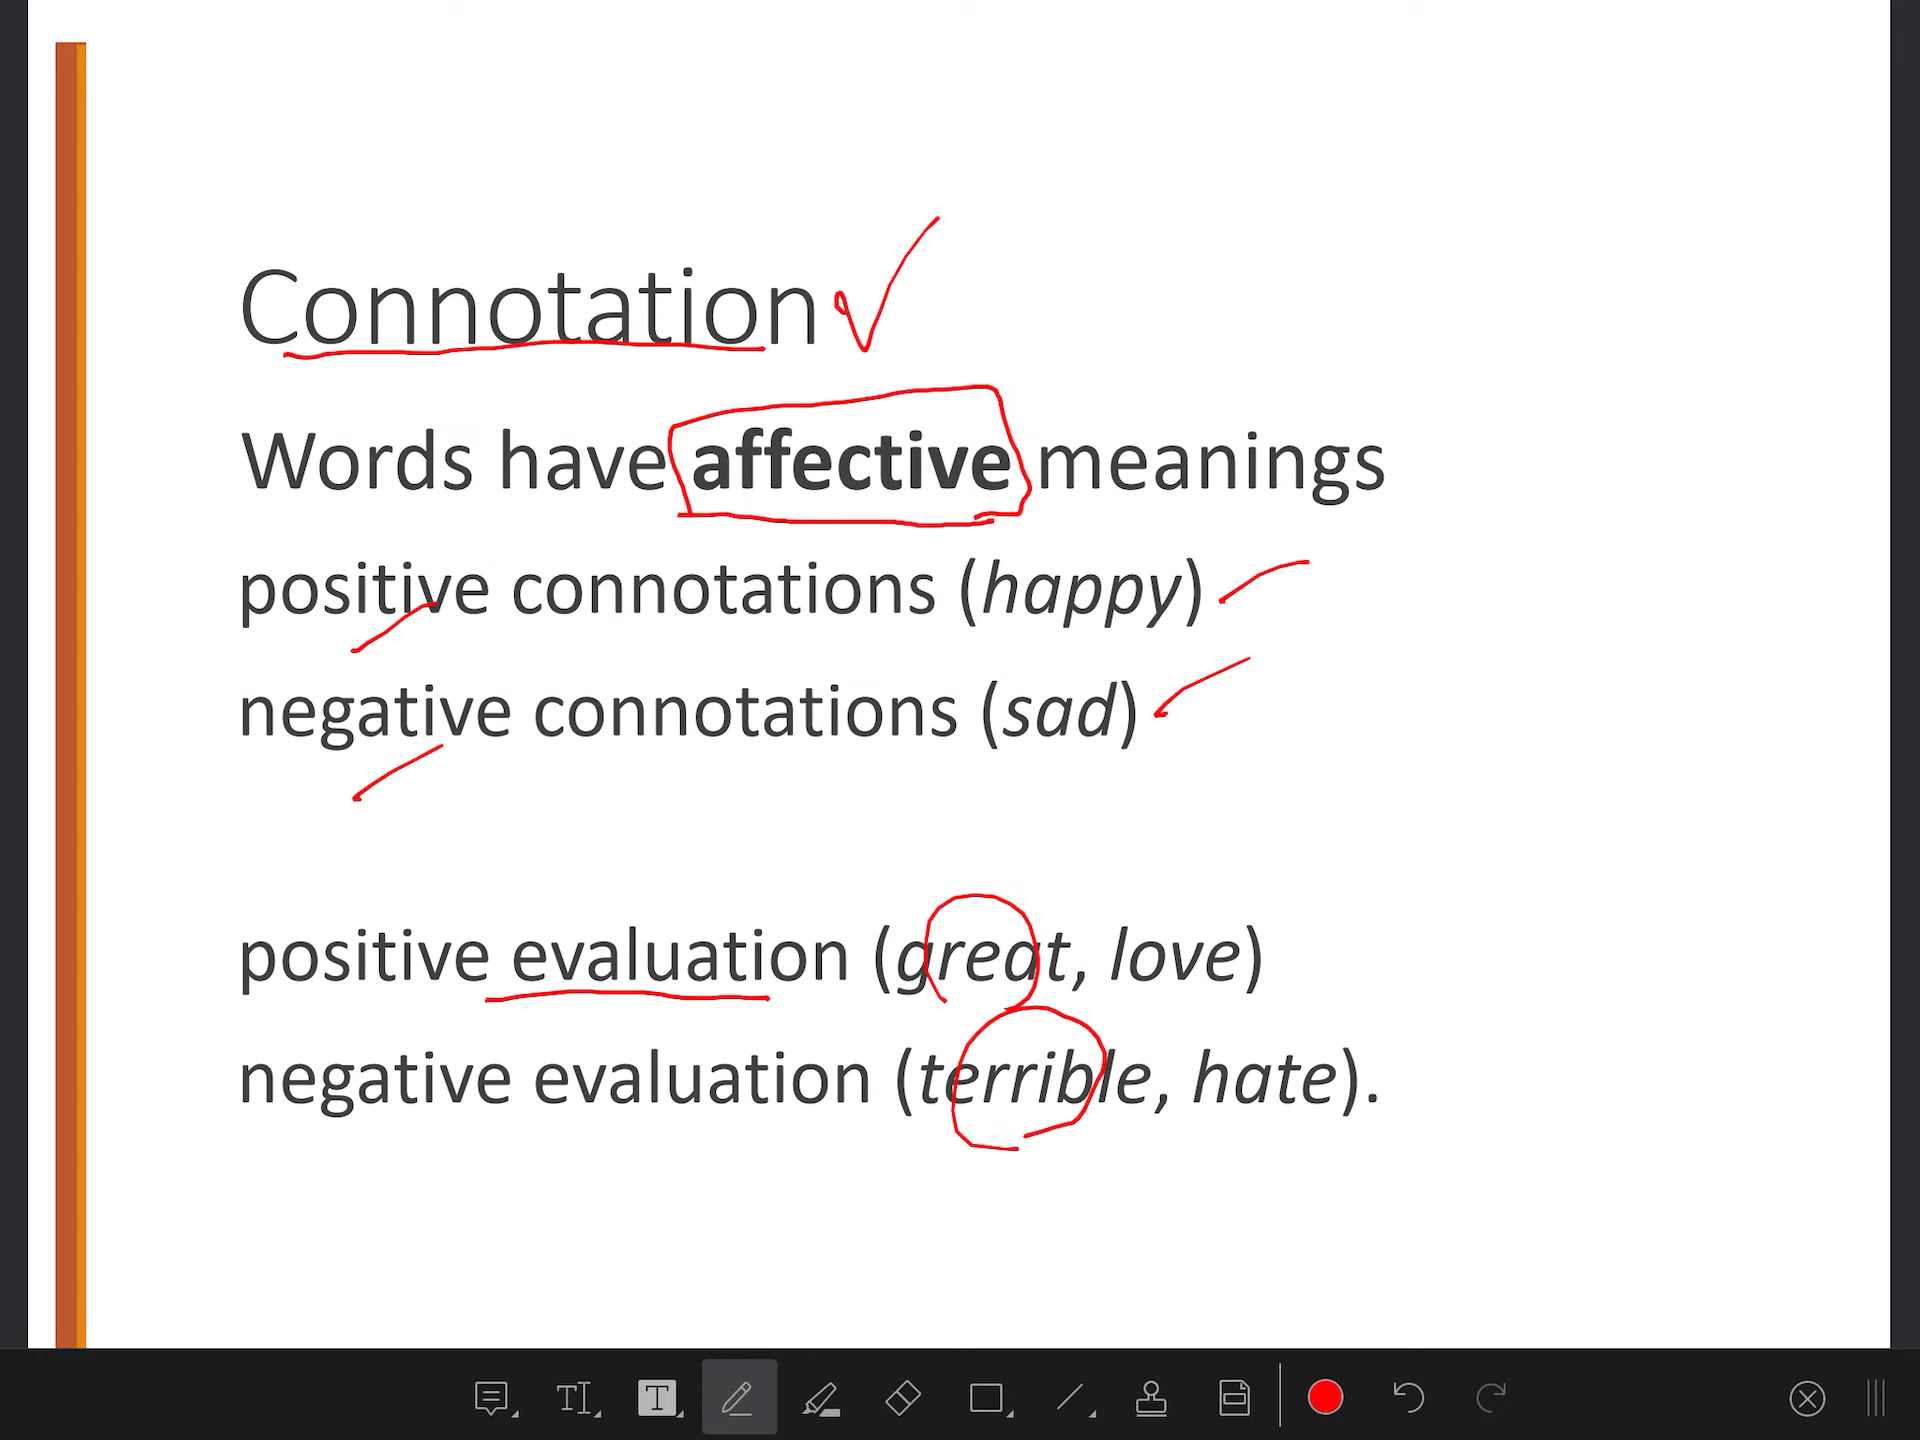 Connotation
Words have affective meanings
positive connotations (happy)
negative connotations (sad)
positive evaluation (great, love)
negative evaluation (terrible, hate).